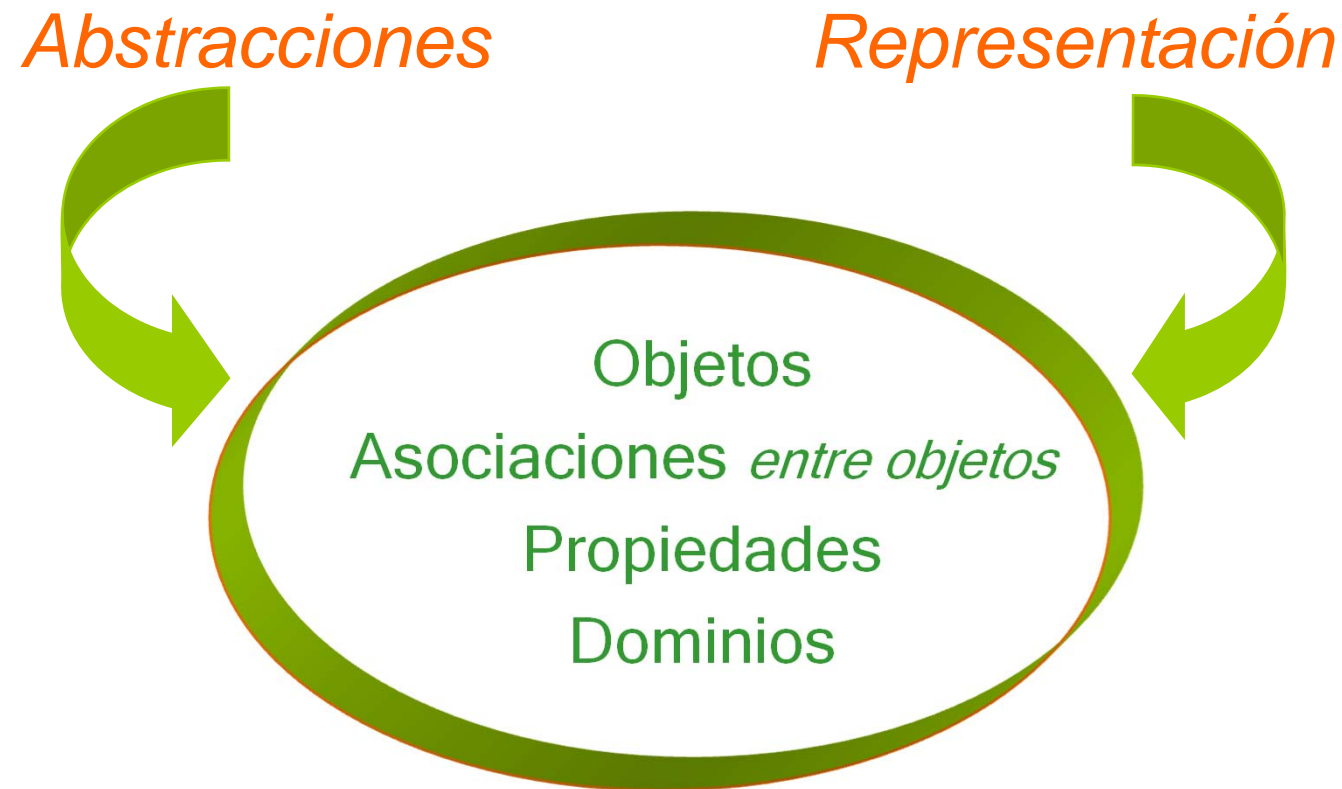 Abstracciones
Representación
Objetos
Asociaciones entre objetos
Propiedades
Dominios